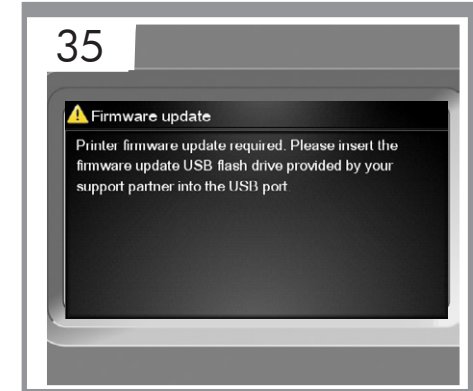 35
Firmware update
Printer firmware update required. Please insert the
firmware update USB flash drive provided by your
support partner into the USB port.